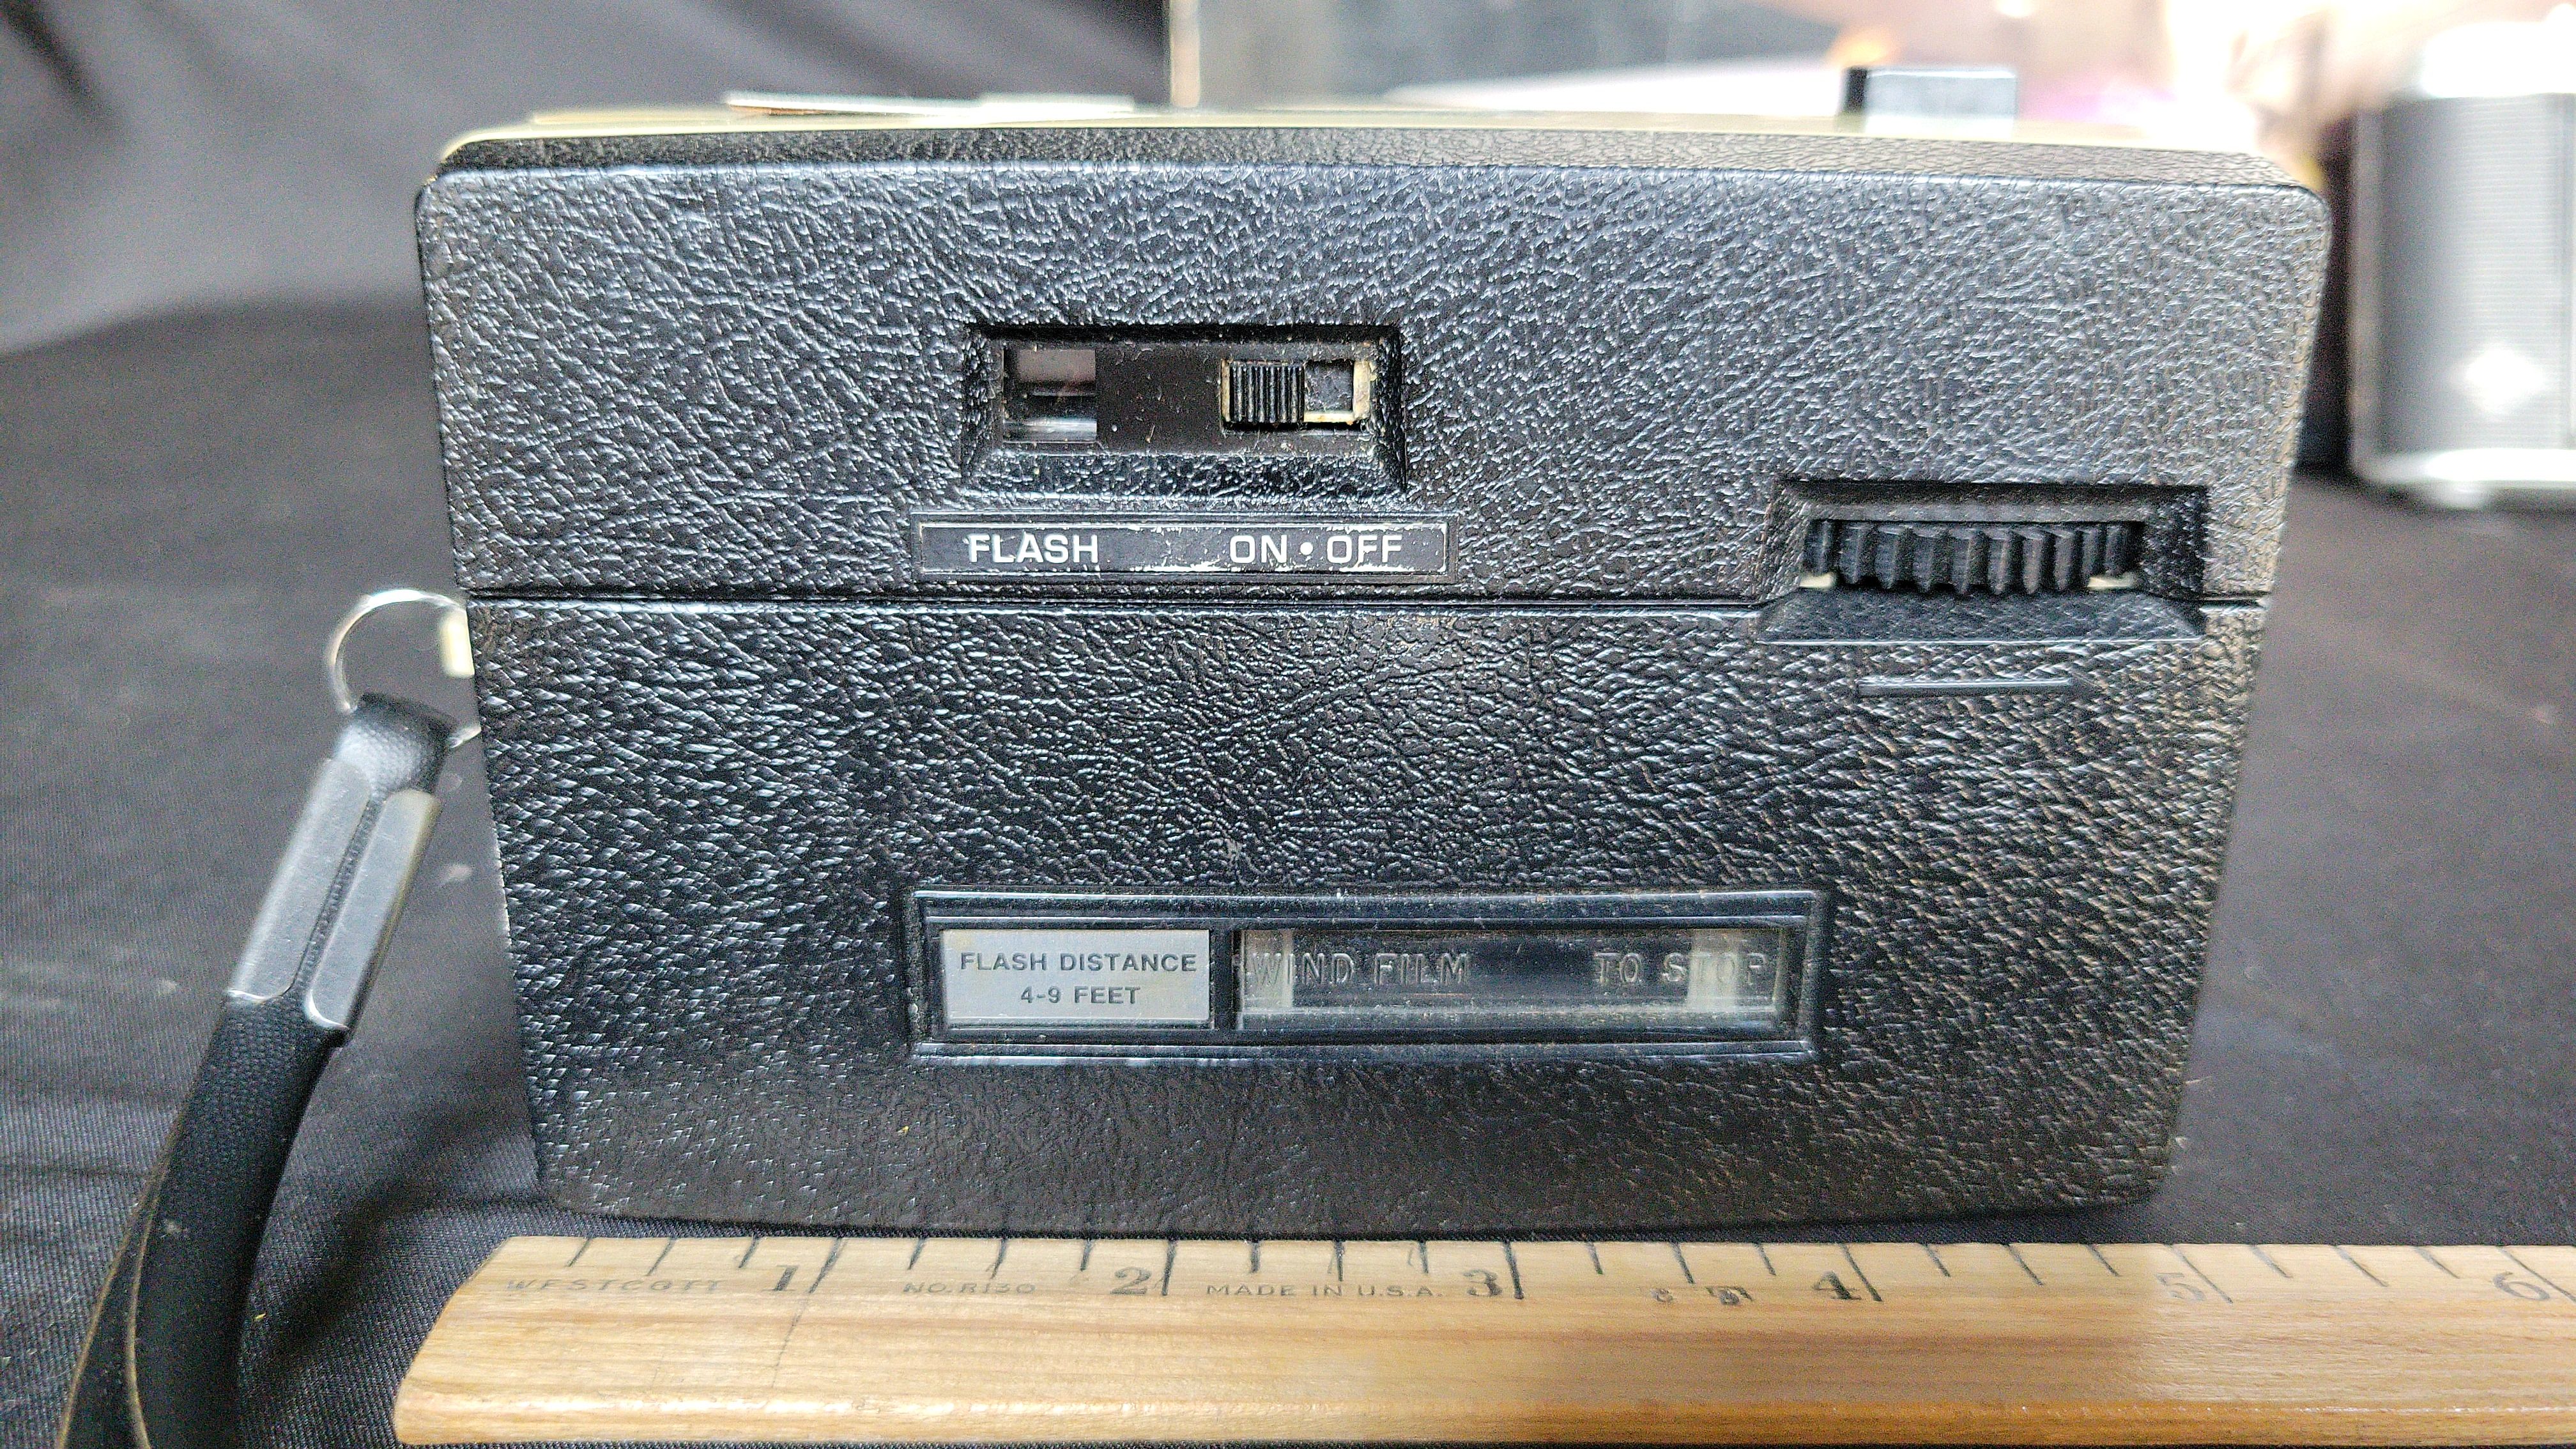 FLASH ON • OFF
FLASH DISTANCE
4-9 FEET
WIND FILM TO STOP
1 2 3 4 5 6
WESTCOTT NO. R130 MADE IN U.S.A.